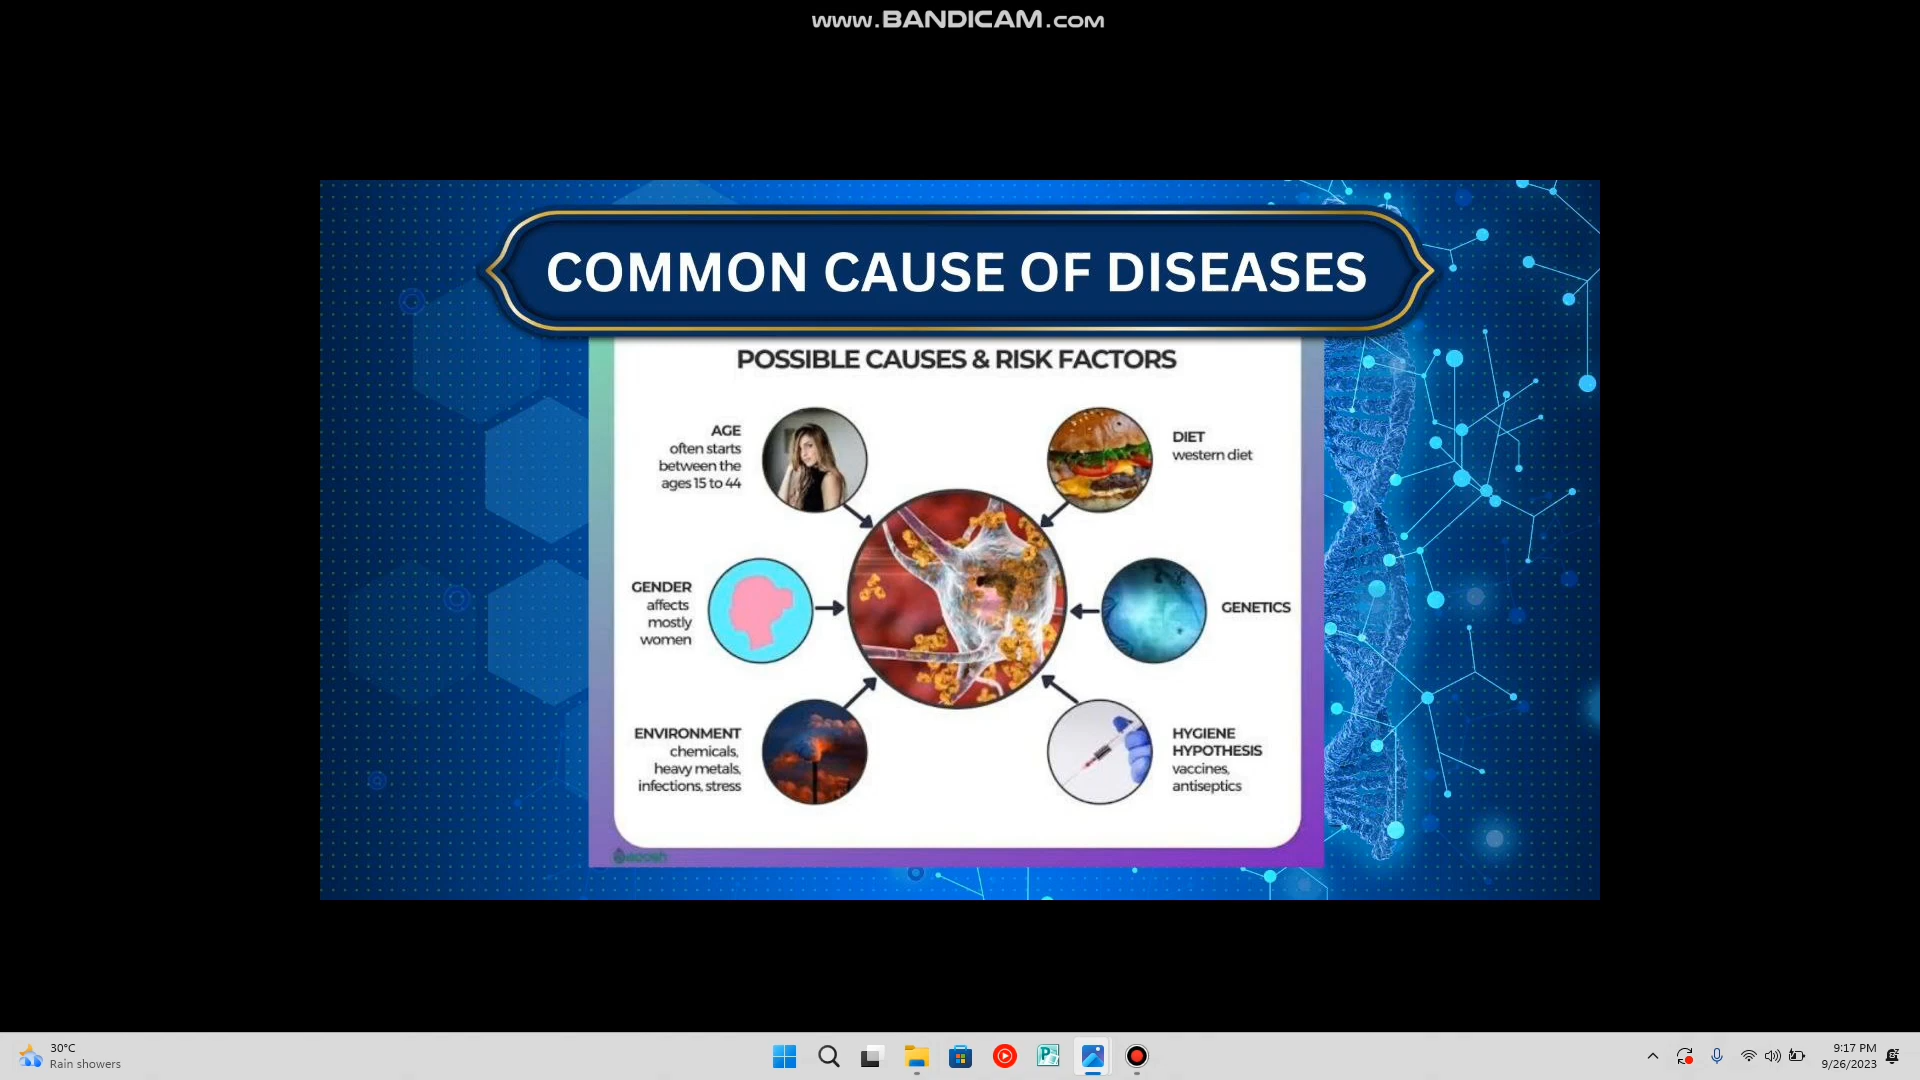 www.BANDICAM.com
COMMON CAUSE OF DISEASES
POSSIBLE CAUSES & RISK FACTORS
AGE
often starts
between the
ages 15 to 44
DIET
western diet
GENDER
affects
mostly
women
GENETICS
ENVIRONMENT
chemicals,
heavy metals,
infections, stress
HYGIENE
HYPOTHESIS
vaccines,
antiseptics
30°C
Rain showers
9:17 PM
9/26/2023